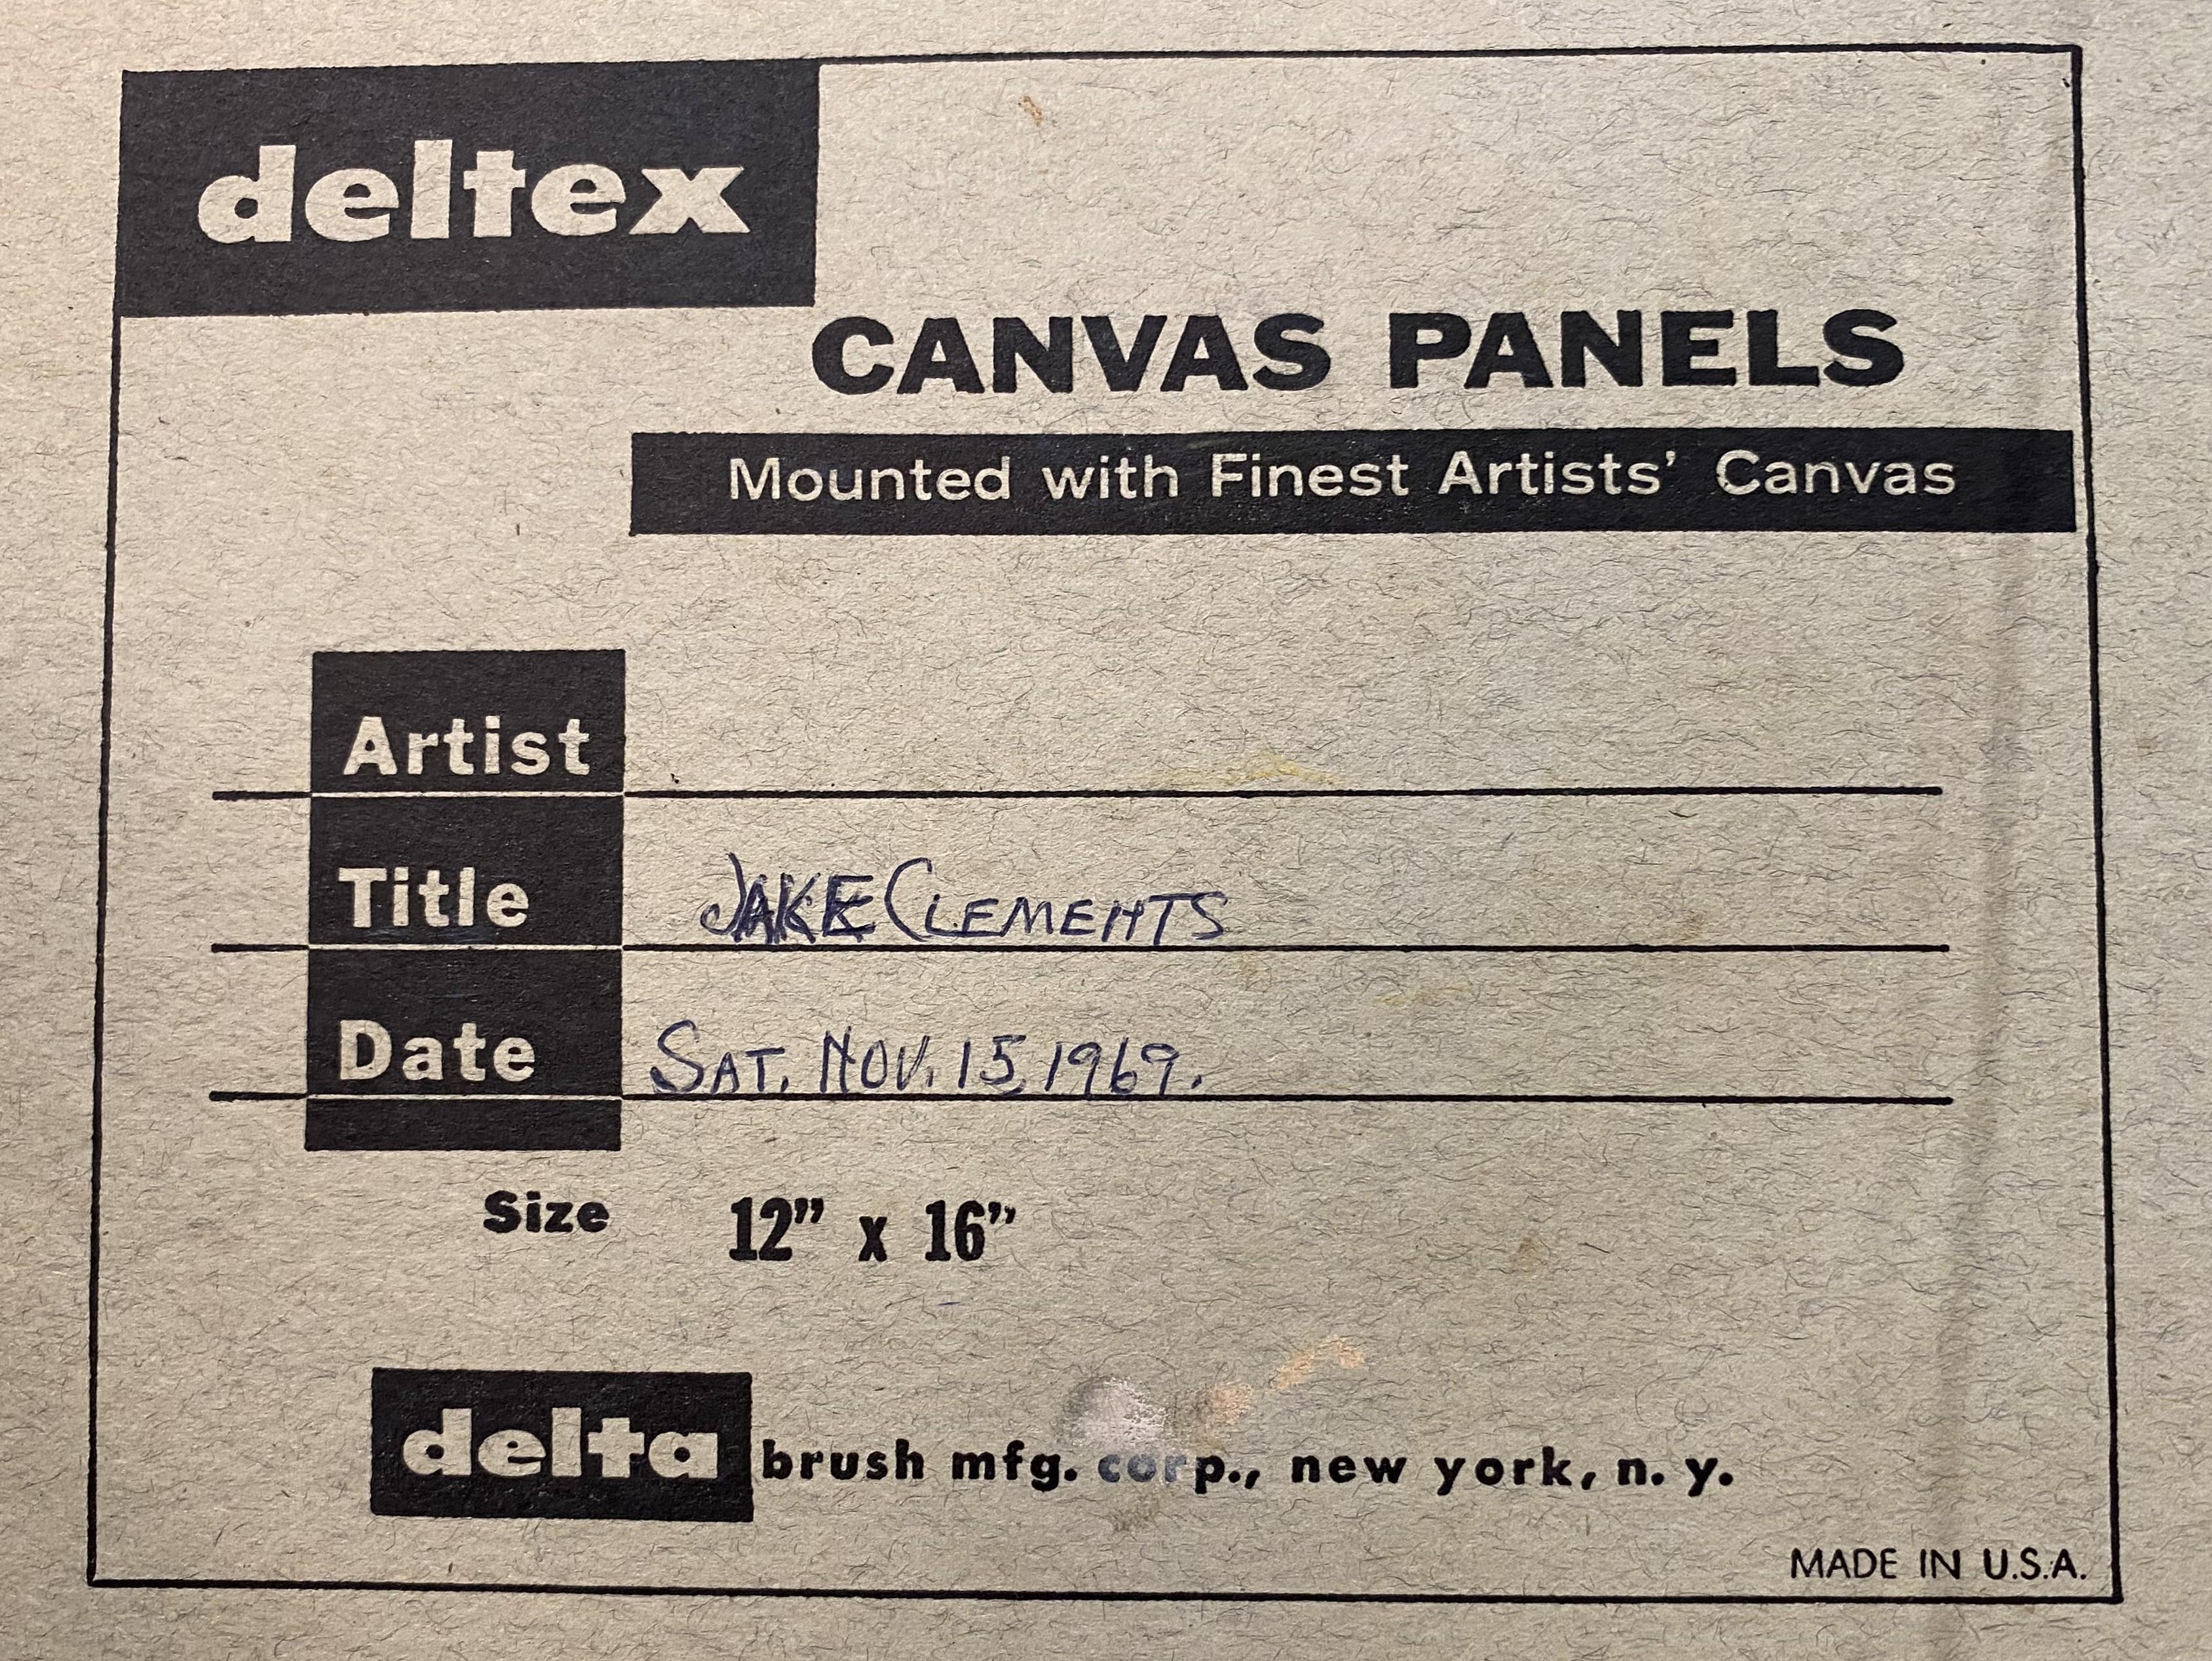 deltex
CANVAS PANELS
Mounted with Finest Artists’ Canvas
Artist
Title JAKE CLEMENTS
Date SAT. NOV. 15, 1969.
Size 12” x 16”
delta brush mfg. corp., new york, n. y.
MADE IN U.S.A.